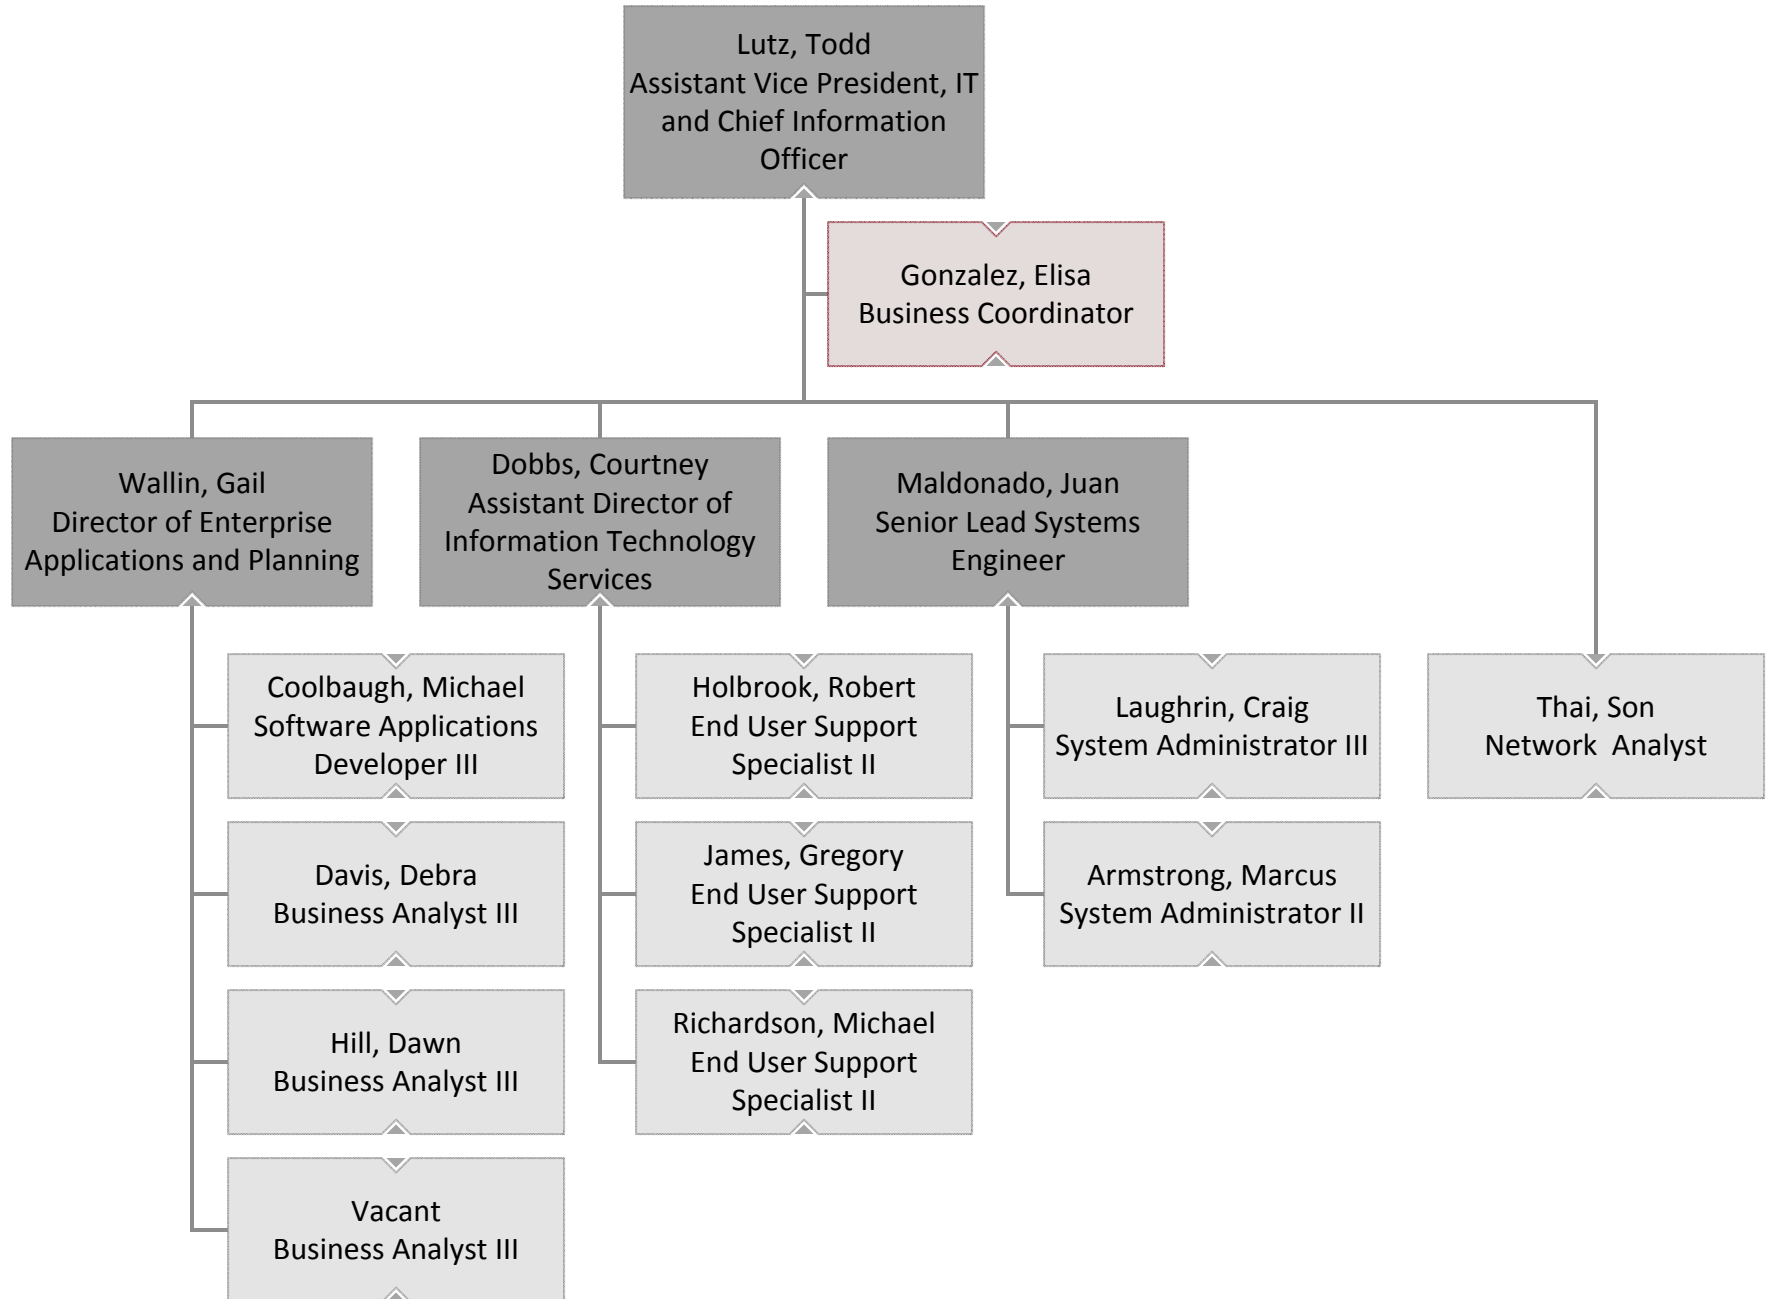 Lutz, Todd
Assistant Vice President, IT
and Chief Information
Officer
Gonzalez, Elisa
Business Coordinator
Wallin, Gail
Director of Enterprise
Applications and Planning
Dobbs, Courtney
Assistant Director of
Information Technology
Services
Maldonado, Juan
Senior Lead Systems
Engineer
Coolbaugh, Michael
Software Applications
Developer III
Davis, Debra
Business Analyst III
Hill, Dawn
Business Analyst III
Vacant
Business Analyst III
Holbrook, Robert
End User Support
Specialist II
James, Gregory
End User Support
Specialist II
Richardson, Michael
End User Support
Specialist II
Laughrin, Craig
System Administrator III
Armstrong, Marcus
System Administrator II
Thai, Son
Network  Analyst